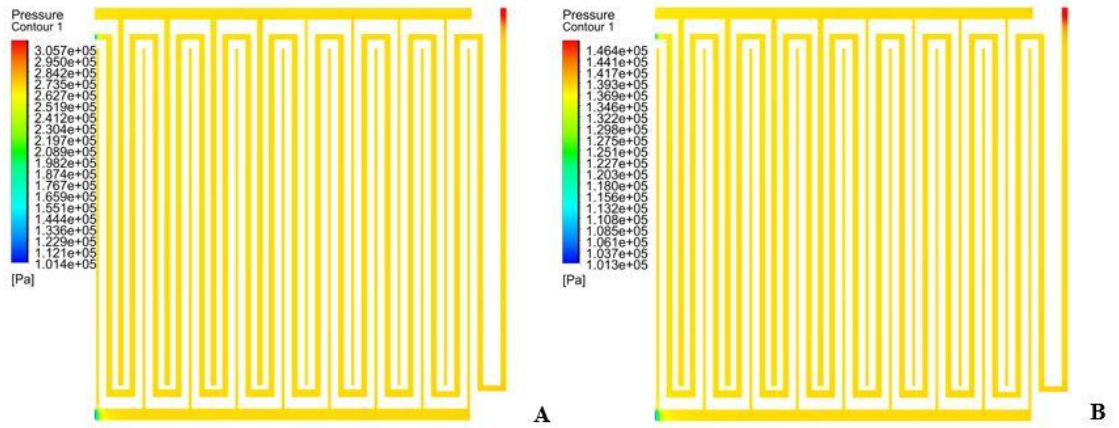 Pressure
Contour 1
3.057e+05
2.950e+05
2.842e+05
2.735e+05
2.627e+05
2.519e+05
2.412e+05
2.304e+05
2.197e+05
2.089e+05
1.982e+05
1.874e+05
1.767e+05
1.659e+05
1.551e+05
1.444e+05
1.336e+05
1.229e+05
1.121e+05
1.014e+05
[Pa]
A
Pressure
Contour 1
1.464e+05
1.441e+05
1.417e+05
1.393e+05
1.369e+05
1.346e+05
1.322e+05
1.298e+05
1.275e+05
1.251e+05
1.227e+05
1.203e+05
1.180e+05
1.156e+05
1.132e+05
1.108e+05
1.085e+05
1.061e+05
1.037e+05
1.013e+05
[Pa]
B